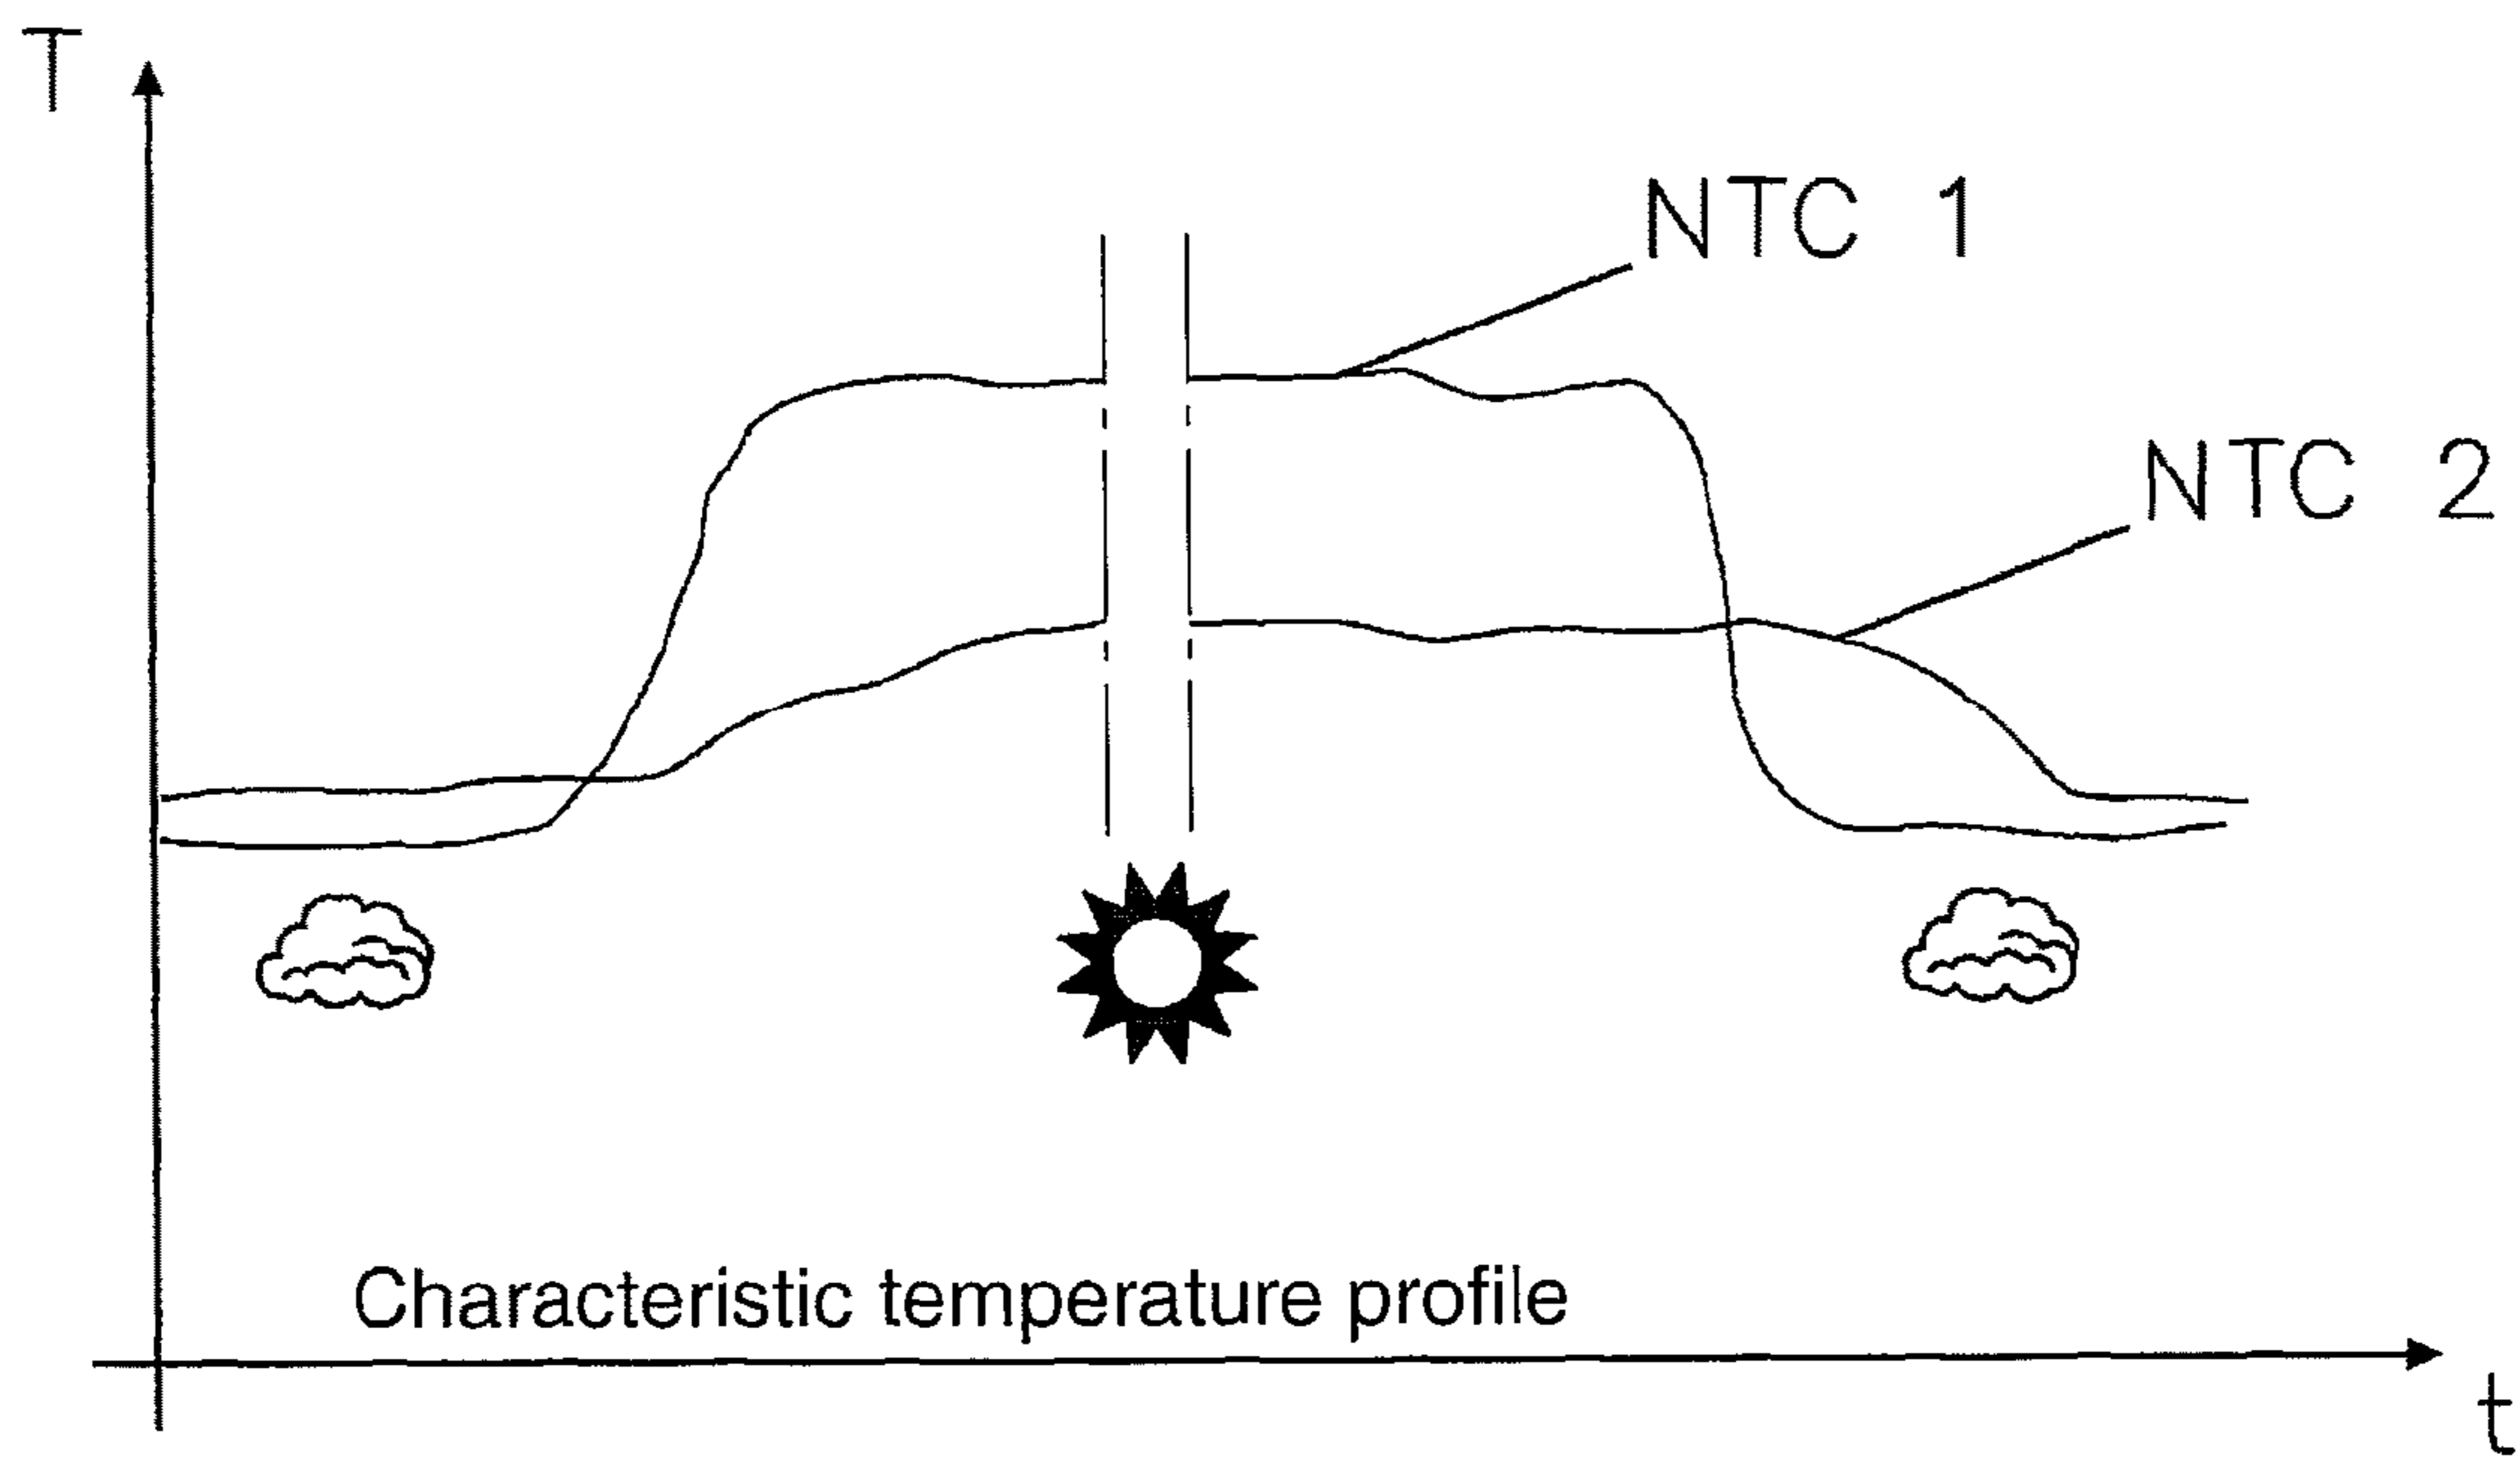 T
NTC 1
NTC 2
Characteristic temperature profile
t